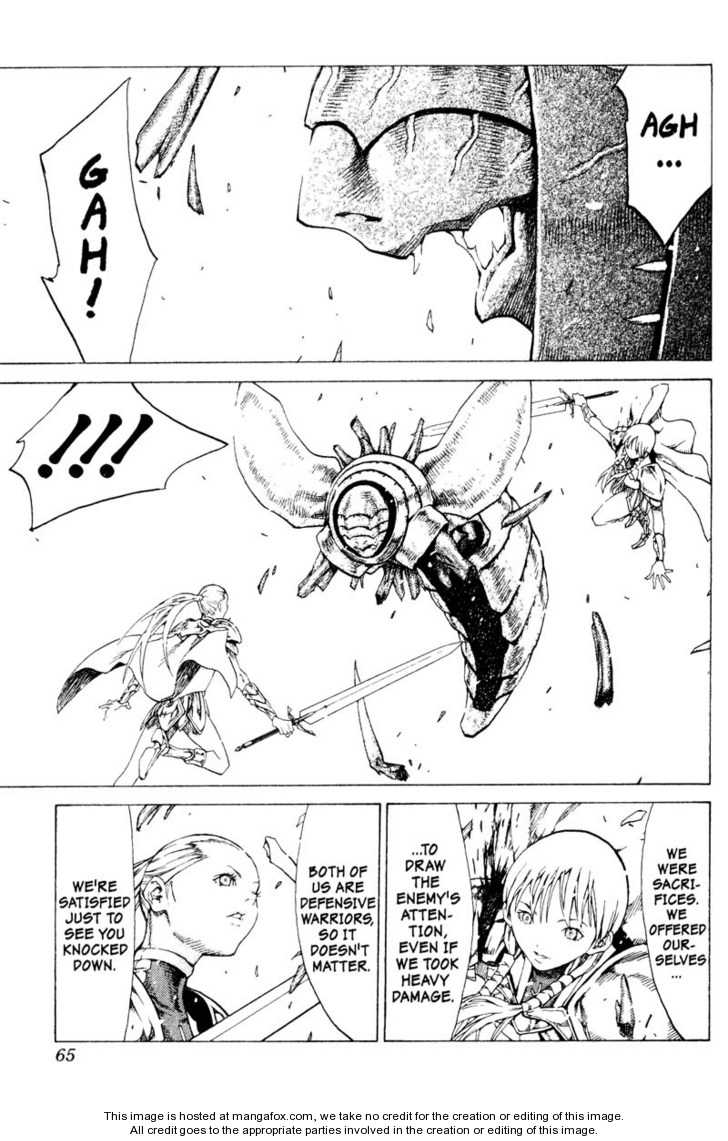 AGH
...
GAH!
!!!!
WE
WERE
SACRI-
FICES.
WE
OFFERED
OUR-
SELVES
...
...TO
DRAW
THE
ENEMY'S
ATTEN-
TION,
EVEN IF
WE TOOK
HEAVY
DAMAGE.
BOTH OF
US ARE
DEFENSIVE
WARRIORS,
SO IT
DOESN'T
MATTER.
WE'RE
SATISFIED
JUST TO
SEE YOU
KNOCKED
DOWN.
65
This image is hosted at mangafox.com, we take no credit for the creation or editing of this image.
All credit goes to the appropriate parties involved in the creation or editing of this image.